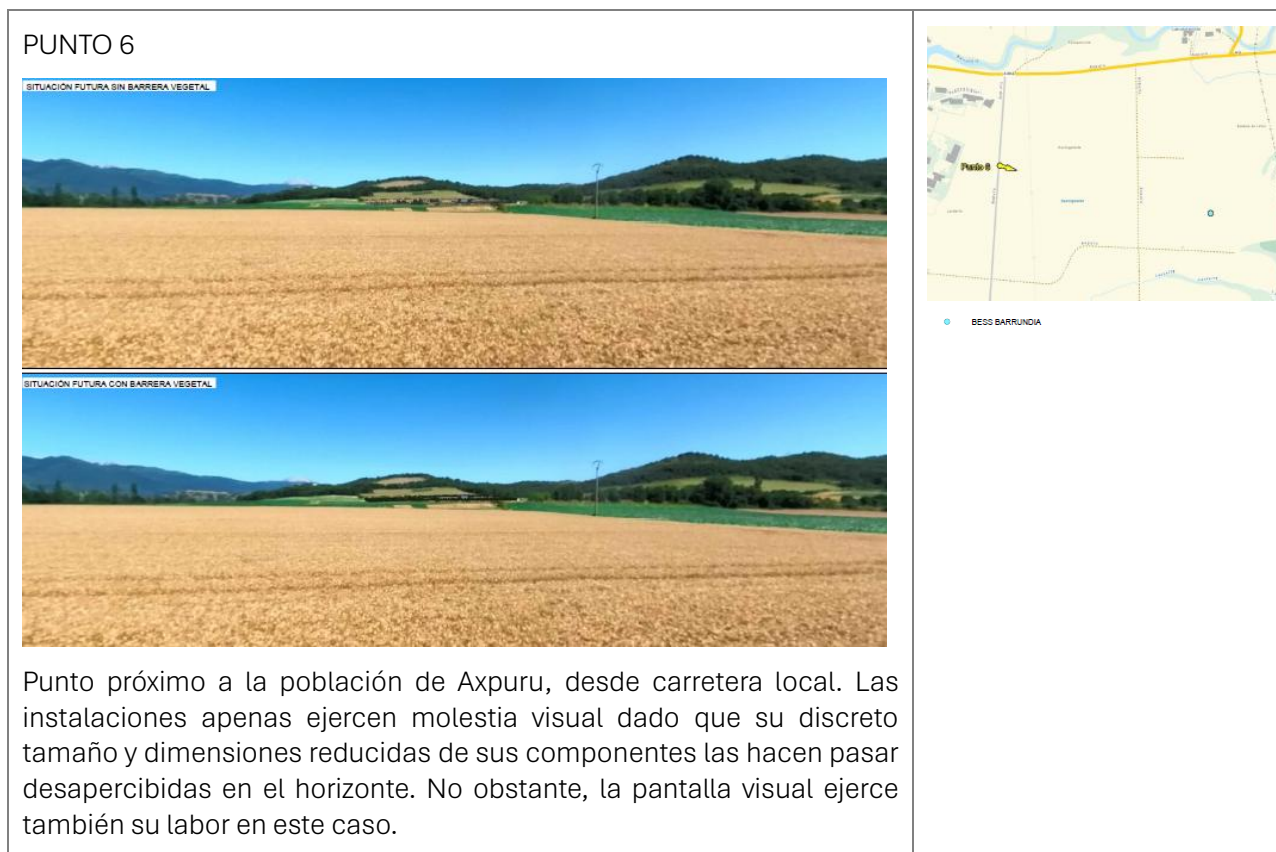 PUNTO 6
SITUACIÓN FUTURA SIN BARRERA VEGETAL
SITUACIÓN FUTURA CON BARRERA VEGETAL
Punto próximo a la población de Axpuru, desde carretera local. Las
instalaciones apenas ejercen molestia visual dado que su discreto
tamaño y dimensiones reducidas de sus componentes las hacen pasar
desapercibidas en el horizonte. No obstante, la pantalla visual ejerce
también su labor en este caso.
Punto 6
BESS BARRUNDIA